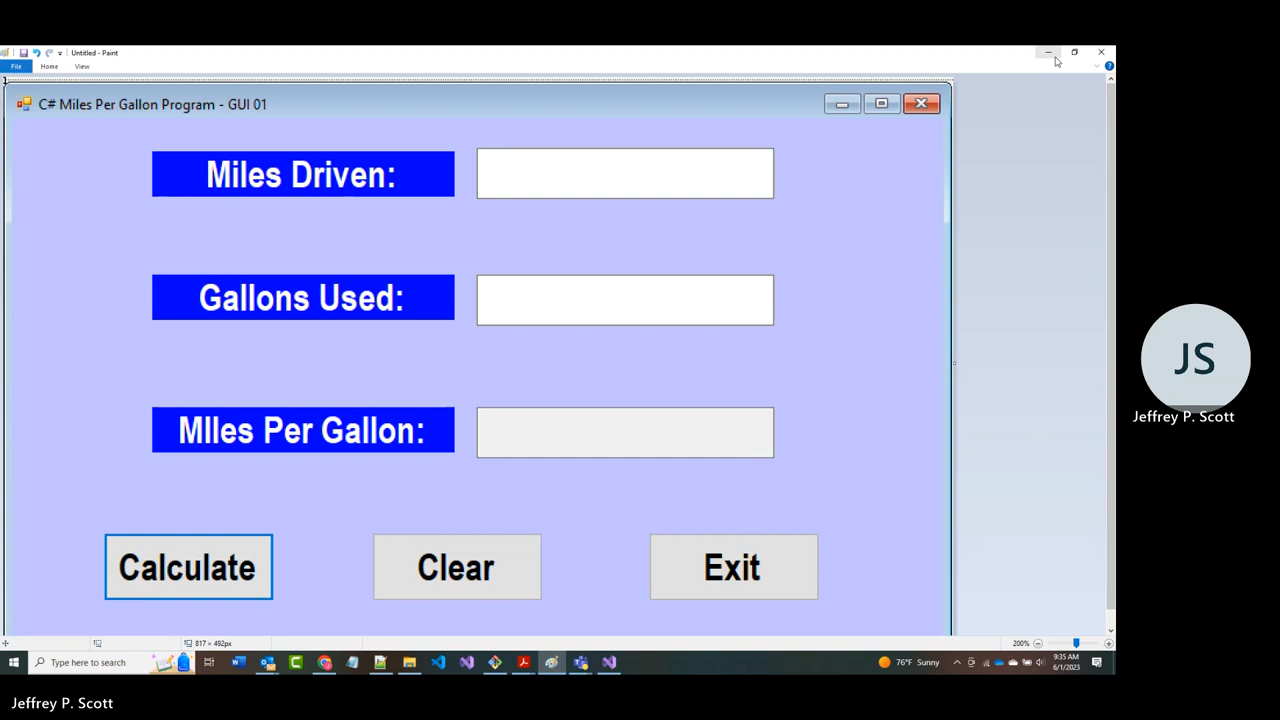 Untitled - Paint
File Home View
C# Miles Per Gallon Program - GUI 01
Miles Driven:
Gallons Used:
MIles Per Gallon:
Calculate Clear Exit
JS
Jeffrey P. Scott
817 × 492px
200%
Type here to search
76°F Sunny
9:35 AM
6/1/2023
Jeffrey P. Scott